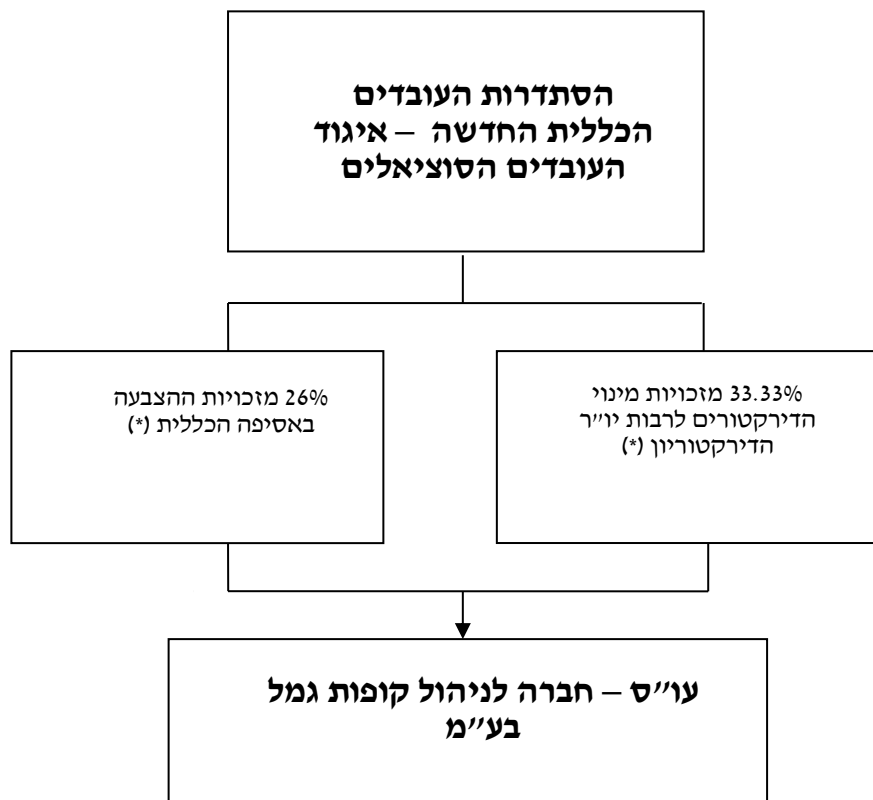 הסתדרות העובדים
הכללית החדשה – איגוד
העובדים הסוציאלים
33.33% מזכויות מינוי
הדירקטורים לרבות יו״ר
הדירקטוריון (*)
26% מזכויות ההצבעה
באסיפה הכללית (*)
עו״ס – חברה לניהול קופות גמל
בע״מ